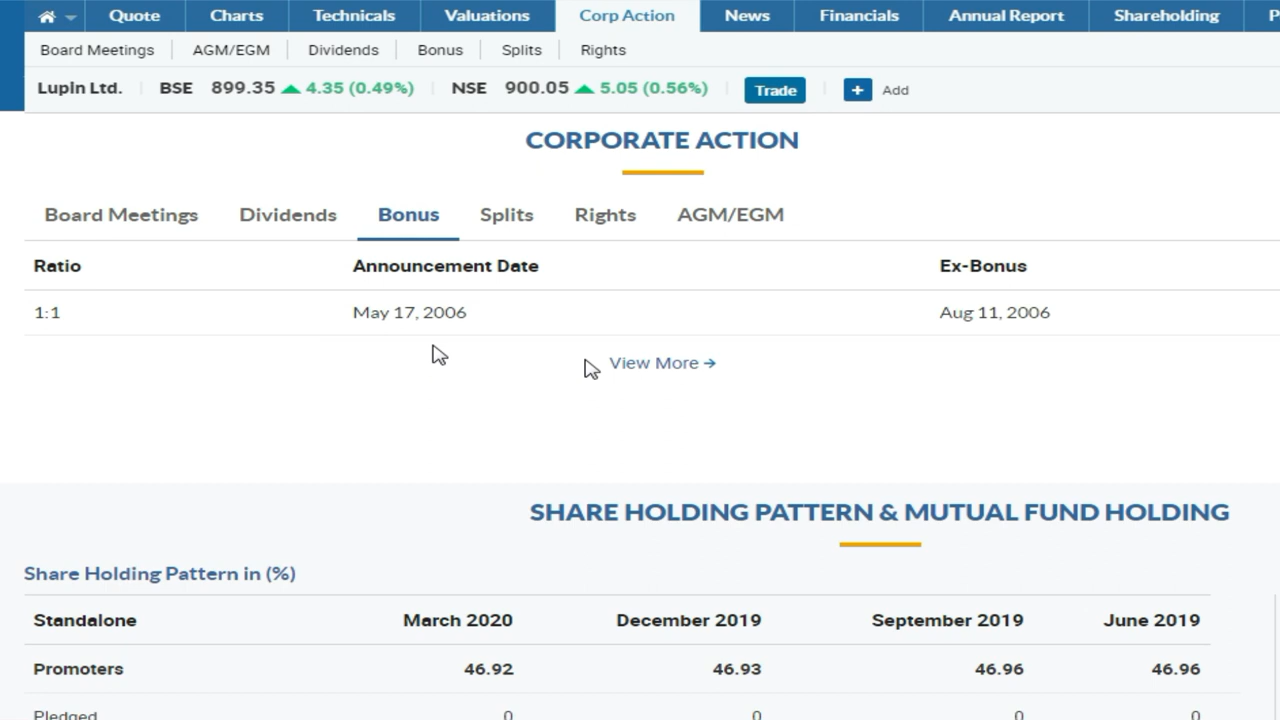 Quote Charts Technicals Valuations Corp Action News Financials Annual Report Shareholding P
Board Meetings AGM/EGM Dividends Bonus Splits Rights
Lupin Ltd. BSE 899.35 4.35 (0.49%) NSE 900.05 5.05 (0.56%) Trade + Add
CORPORATE ACTION
Board Meetings Dividends Bonus Splits Rights AGM/EGM
Ratio Announcement Date Ex-Bonus
1:1 May 17, 2006 Aug 11, 2006
View More →
SHARE HOLDING PATTERN & MUTUAL FUND HOLDING
Share Holding Pattern in (%)
Standalone March 2020 December 2019 September 2019 June 2019
Promoters 46.92 46.93 46.96 46.96
Pledged 0 0 0 0